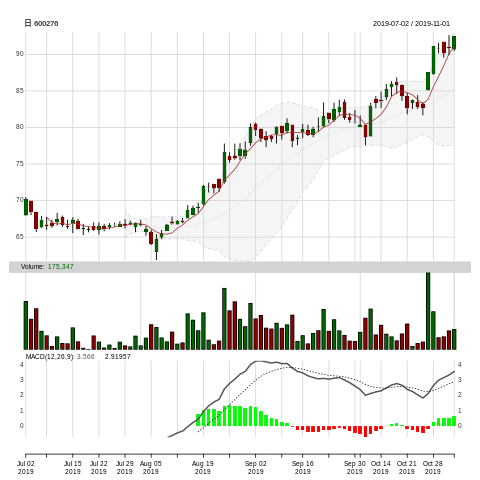 日 600276
2019-07-02 / 2019-11-01
90
85
80
75
70
65
Volume: 175,347
MACD(12,26,9): 3.566 2.91957
4 4
3 3
2 2
1 1
0 0
Jul 02 Jul 15 Jul 22 Jul 29 Aug 05 Aug 19 Sep 02 Sep 16 Sep 30 Oct 14 Oct 21 Oct 28
2019 2019 2019 2019 2019 2019 2019 2019 2019 2019 2019 2019